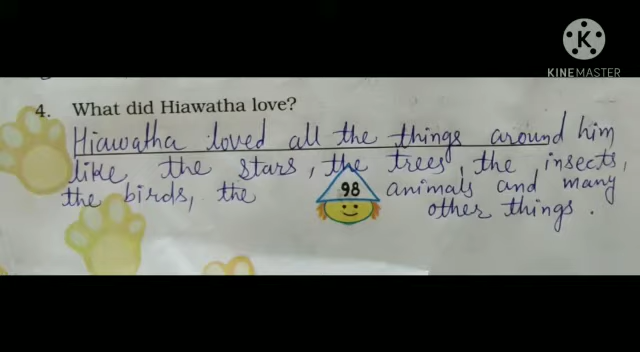 K
KINEMASTER
4. What did Hiawatha love?
Hiawatha loved all the things around him
like the stars, the trees, the insects,
the birds, the animals and many
other things.
98